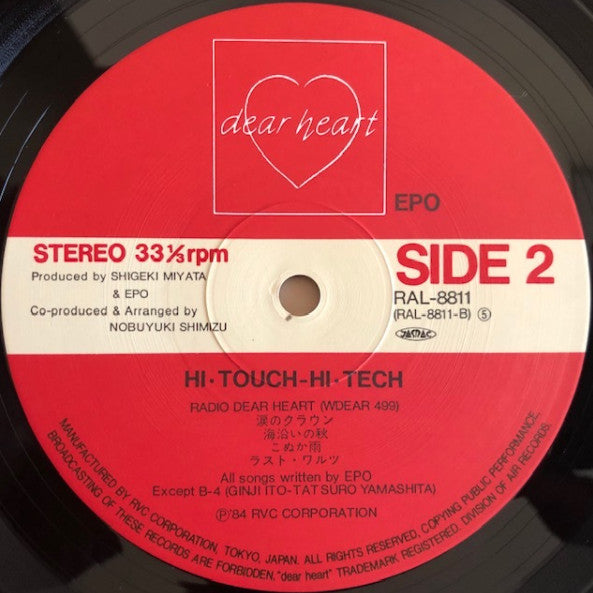 dear heart
EPO
STEREO 33⅓rpm
SIDE 2
Produced by SHIGEKI MIYATA
& EPO
Co-produced & Arranged by
NOBUYUKI SHIMIZU
RAL-8811
(RAL-8811-B) ⑤
JASRAC
HI·TOUCH-HI·TECH
RADIO DEAR HEART (WDEAR 499)
涙のクラウン
海沿いの秋
こぬか雨
ラスト・ワルツ
All songs written by EPO
Except B-4 (GINJI ITO-TATSURO YAMASHITA)
Ⓟ'84 RVC CORPORATION
MANUFACTURED BY RVC CORPORATION, TOKYO, JAPAN. ALL RIGHTS RESERVED, COPYING PUBLIC PERFORMANCE,
BROADCASTING OF THESE RECORDS ARE FORBIDDEN, "dear heart" TRADEMARK REGISTERED, DIVISION OF AIR RECORDS